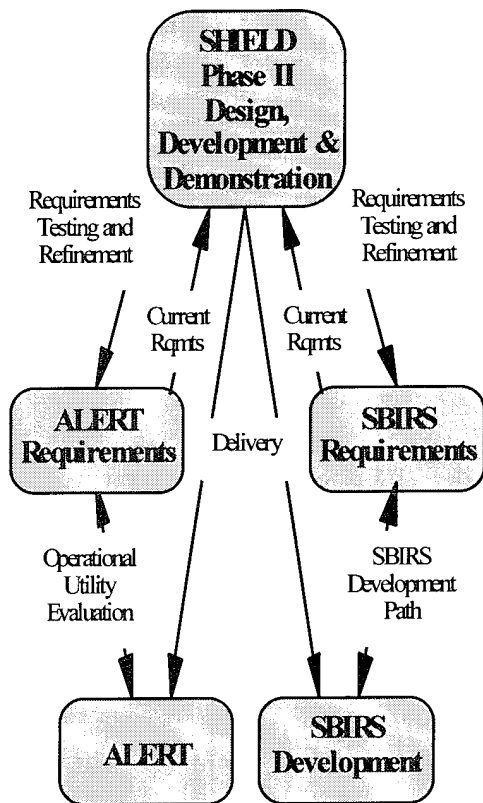 SHIELD
Phase II
Design,
Development &
Demonstration
Requirements
Testing and
Refinement
Requirements
Testing and
Refinement
Current
Rqmts
Current
Rqmts
ALERT
Requirements
Delivery
SBIRS
Requirements
Operational
Utility
Evaluation
SBIRS
Development
Path
ALERT
SBIRS
Development